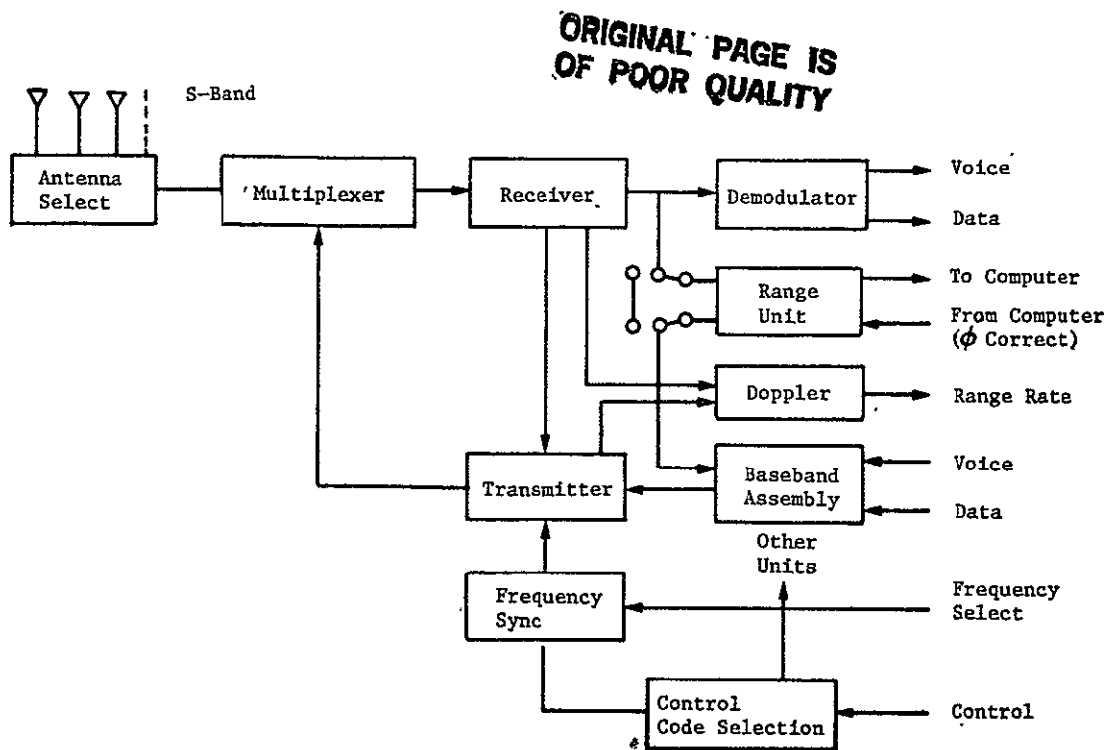 ORIGINAL PAGE IS
OF POOR QUALITY
S-Band
Antenna
Select
Multiplexer
Receiver
Demodulator
Voice
Data
Range
Unit
To Computer
From Computer
(ϕ Correct)
Doppler
Range Rate
Transmitter
Baseband
Assembly
Voice
Data
Other
Units
Frequency
Sync
Frequency
Select
Control
Code Selection
Control